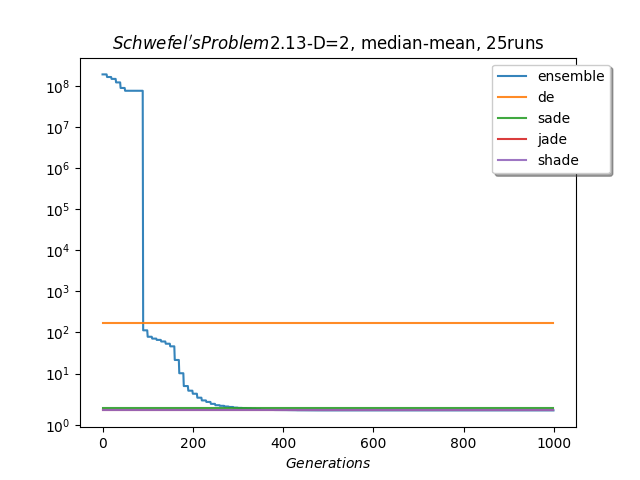 Schwefel'sProblem2.13-D=2, median-mean, 25runs
ensemble
de
sade
jade
shade
10^8
10^7
10^6
10^5
10^4
10^3
10^2
10^1
10^0
0 200 400 600 800 1000
Generations